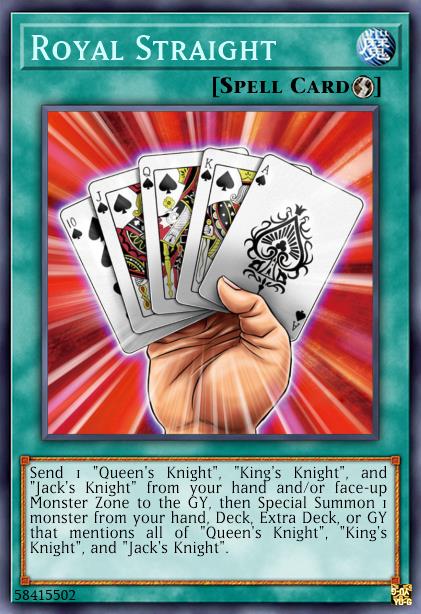 Royal Straight
魔
[Spell Card]
10
J
Q
K
A
A
Send 1 "Queen's Knight", "King's Knight", and
"Jack's Knight" from your hand and/or face-up
Monster Zone to the GY, then Special Summon 1
monster from your hand, Deck, Extra Deck, or GY
that mentions all of "Queen's Knight", "King's
Knight", and "Jack's Knight".
58415502